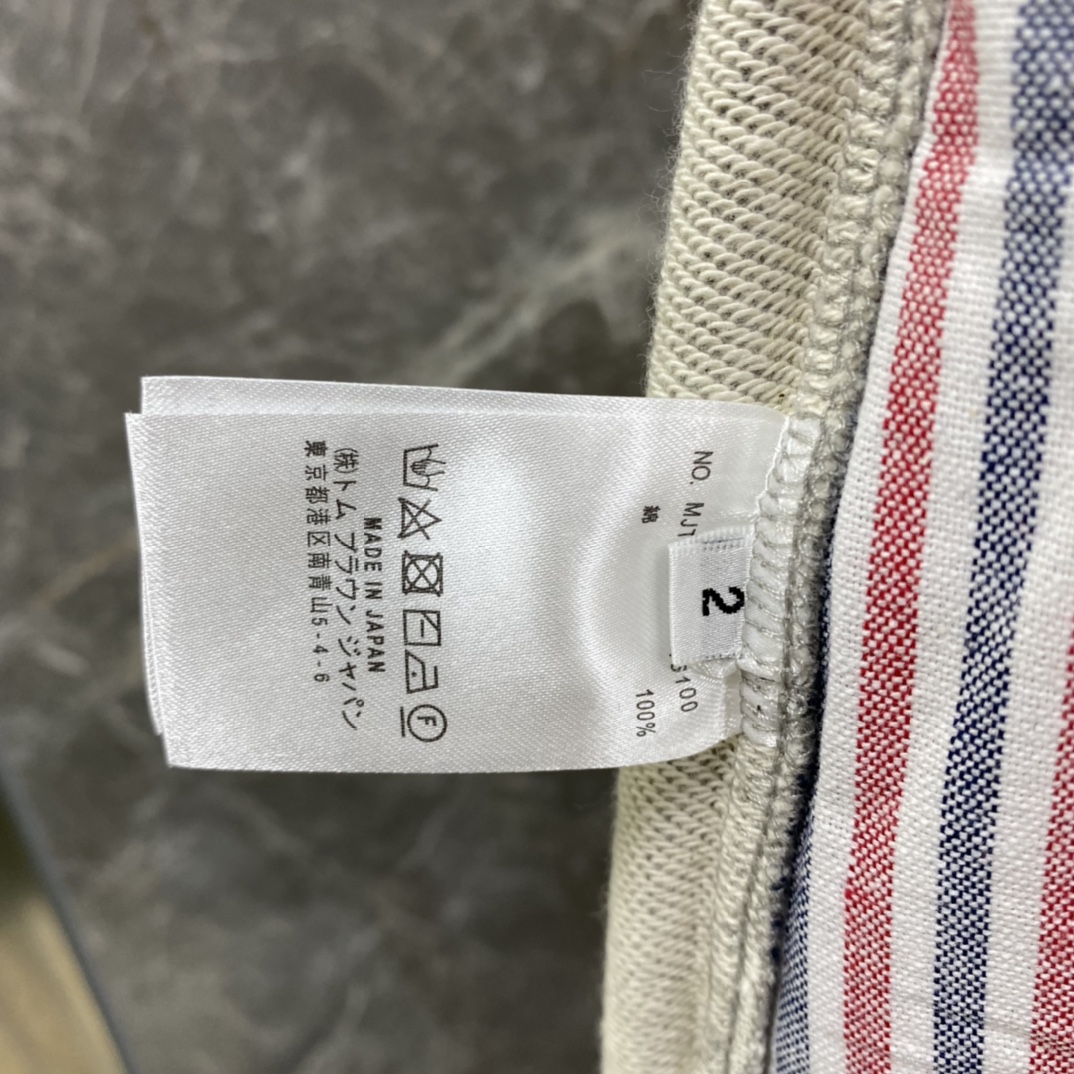 NO. MJT
6100
2
綿 100%
F
MADE IN JAPAN
㈱トム ブラウン ジャパン
東京都港区南青山5-4-6